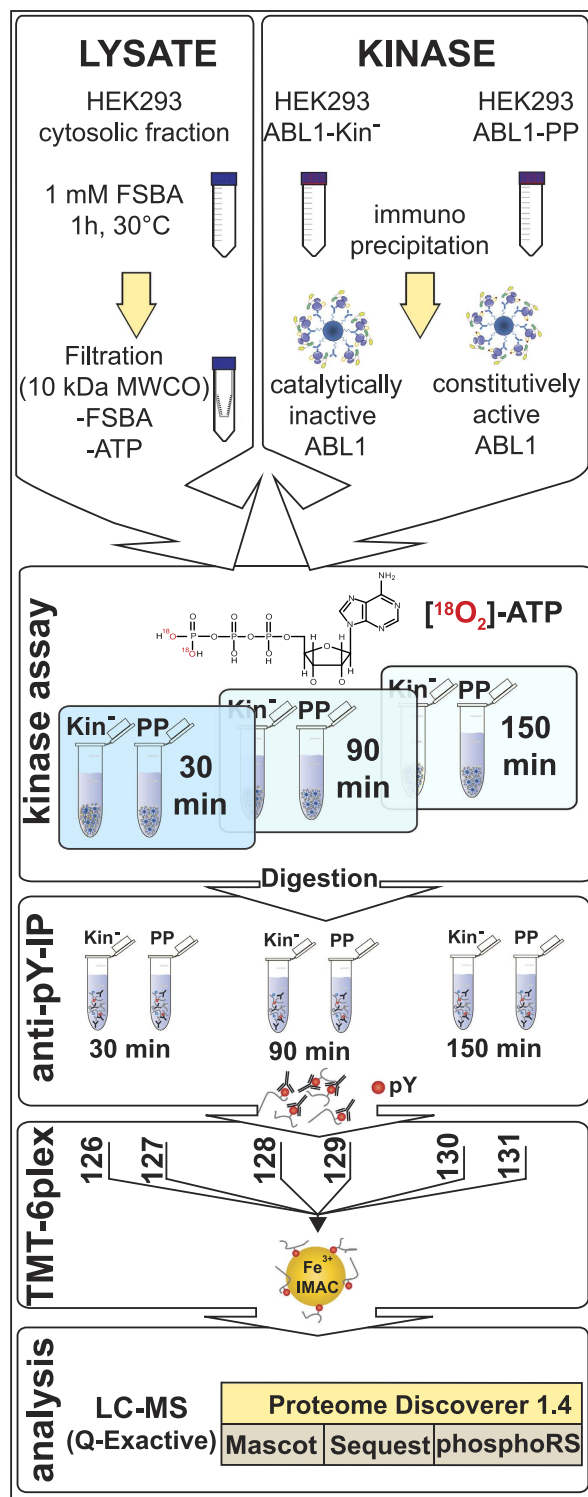 LYSATE
HEK293
cytosolic fraction
1 mM FSBA
1h, 30°C
Filtration
(10 kDa MWCO)
-FSBA
-ATP
KINASE
HEK293
ABL1-Kin⁻
HEK293
ABL1-PP
immuno
precipitation
catalytically
inactive
ABL1
constitutively
active
ABL1
kinase assay
[¹⁸O₂]-ATP
NH₂
N
N
N
N
H¹⁸O
P
O
¹⁸OH
O
P
O
OH
O
P
O
OH
O
O
H
H
H
H
O
O
Kin⁻ PP
30
min
Kin⁻ PP
90
min
Kin⁻ PP
150
min
Digestion
anti-pY-IP
Kin⁻ PP
30 min
Kin⁻ PP
90 min
Kin⁻ PP
150 min
pY
TMT-6plex
126
127
128
129
130
131
Fe³⁺
IMAC
analysis
LC-MS
(Q-Exactive)
Proteome Discoverer 1.4
Mascot Sequest phosphoRS